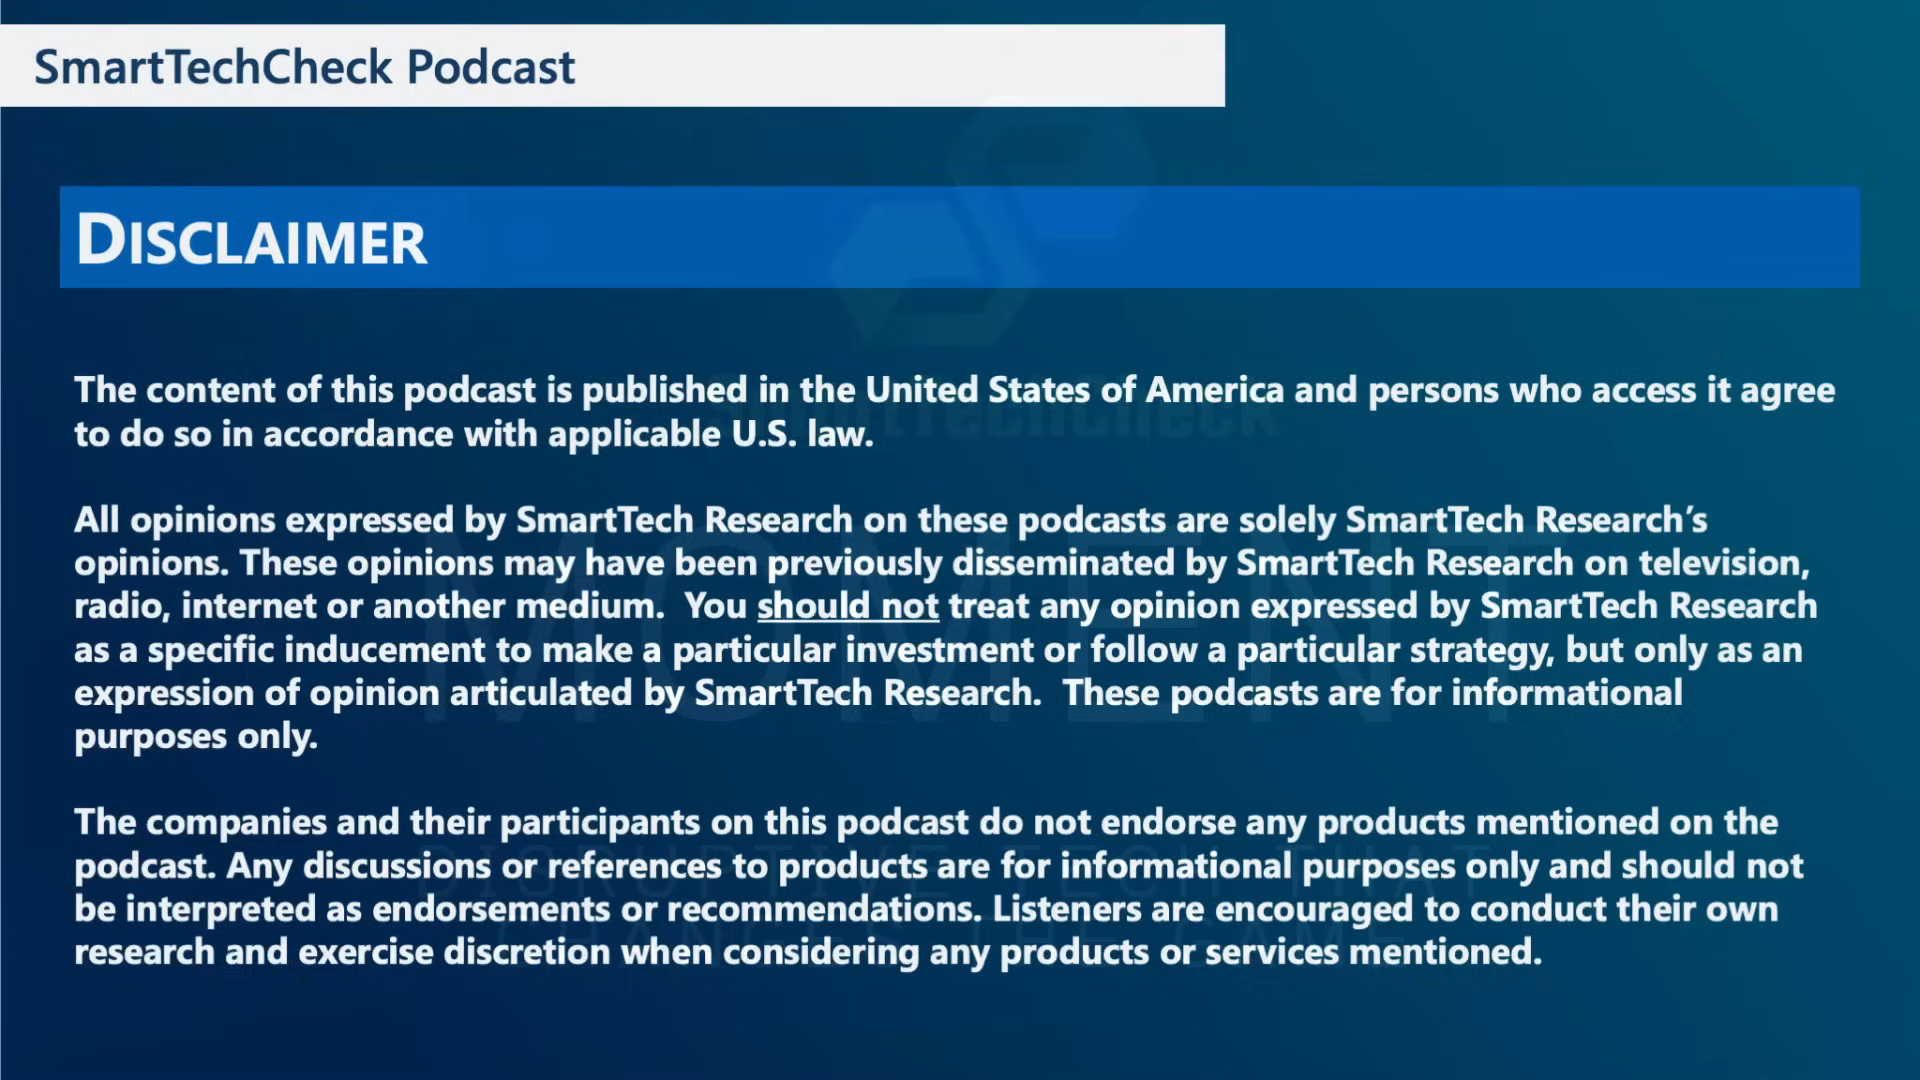 SmartTechCheck Podcast
DISCLAIMER
The content of this podcast is published in the United States of America and persons who access it agree
to do so in accordance with applicable U.S. law.
All opinions expressed by SmartTech Research on these podcasts are solely SmartTech Research’s
opinions. These opinions may have been previously disseminated by SmartTech Research on television,
radio, internet or another medium.  You should not treat any opinion expressed by SmartTech Research
as a specific inducement to make a particular investment or follow a particular strategy, but only as an
expression of opinion articulated by SmartTech Research.  These podcasts are for informational
purposes only.
The companies and their participants on this podcast do not endorse any products mentioned on the
podcast. Any discussions or references to products are for informational purposes only and should not
be interpreted as endorsements or recommendations. Listeners are encouraged to conduct their own
research and exercise discretion when considering any products or services mentioned.
SmartTechCheck
MOMENT
DISRUPTIVE TECH THAT
CHANGES THE GAME